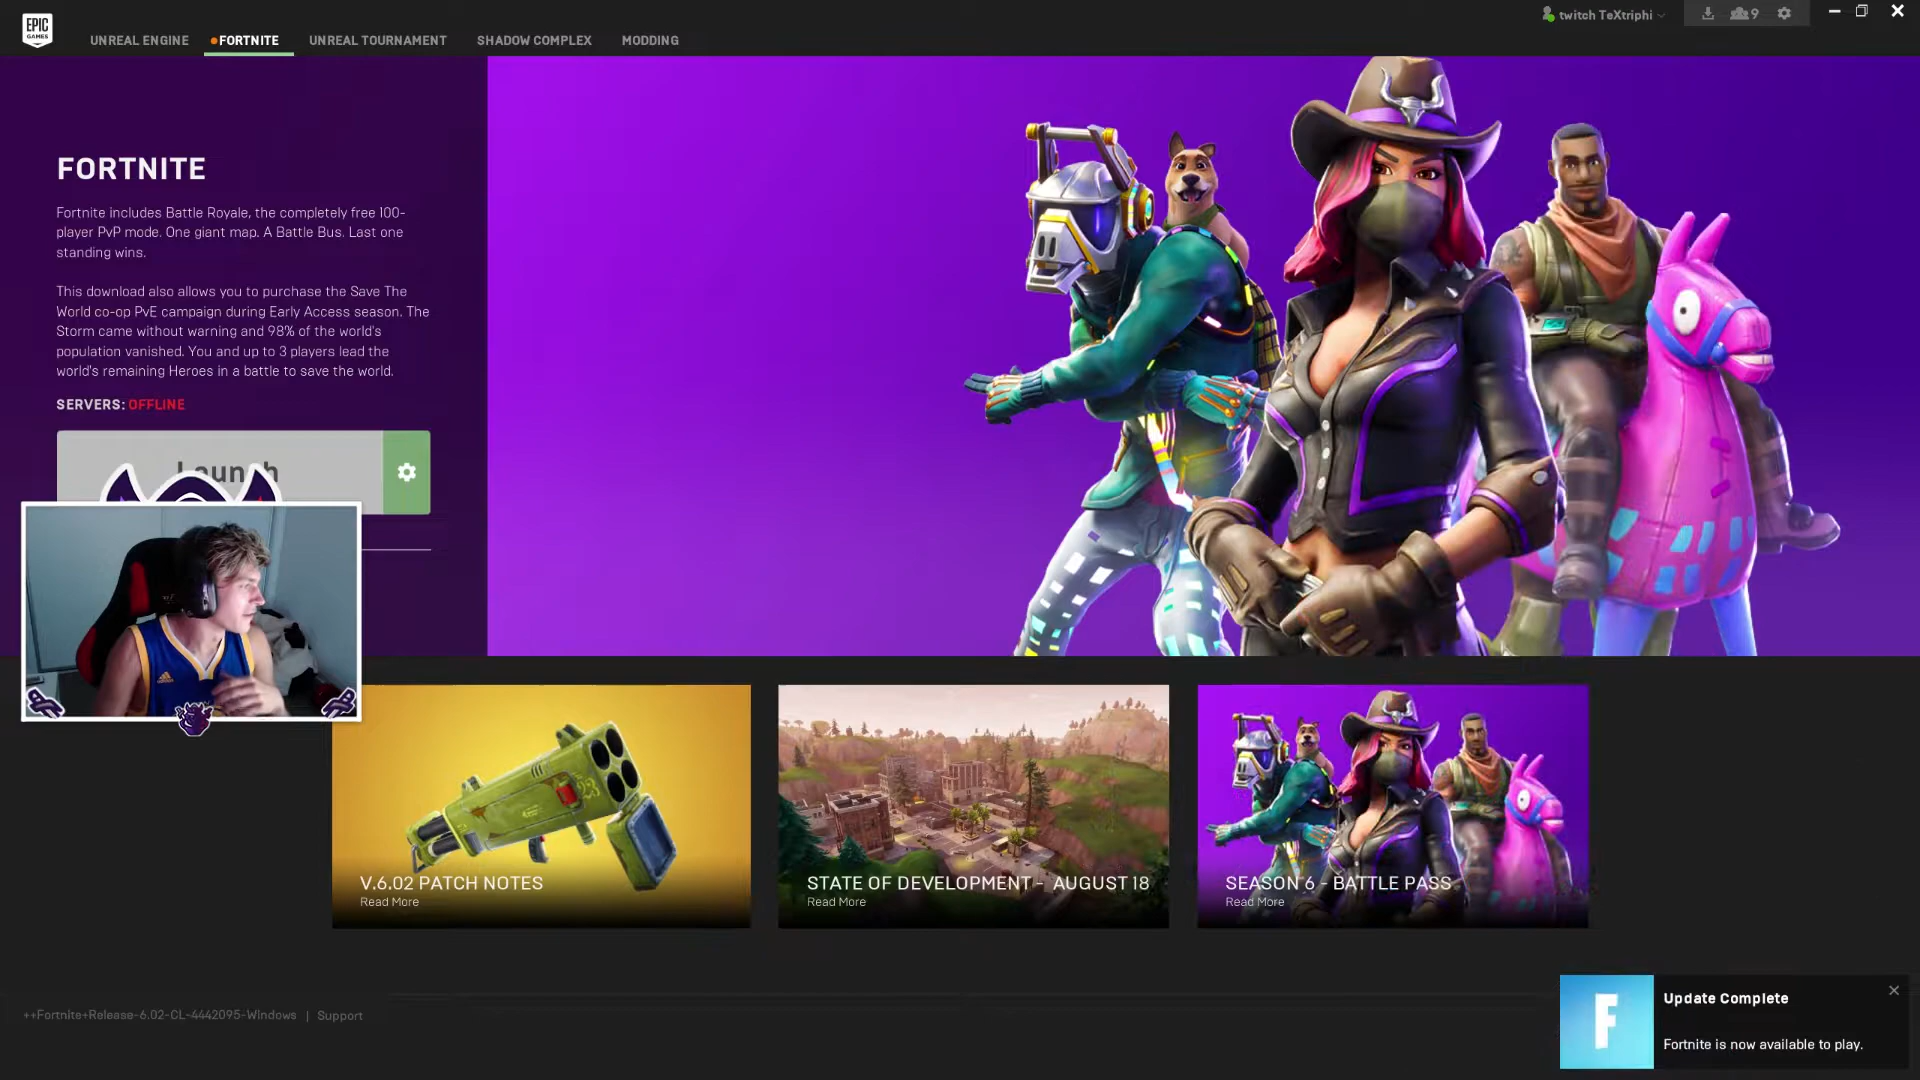 EPIC
GAMES
UNREAL ENGINE
FORTNITE
UNREAL TOURNAMENT
SHADOW COMPLEX
MODDING
twitch TeXtriphi
9
FORTNITE
Fortnite includes Battle Royale, the completely free 100-
player PvP mode. One giant map. A Battle Bus. Last one
standing wins.
This download also allows you to purchase the Save The
World co-op PvE campaign during Early Access season. The
Storm came without warning and 98% of the world's
population vanished. You and up to 3 players lead the
world's remaining Heroes in a battle to save the world.
SERVERS: OFFLINE
Launch
V.6.02 PATCH NOTES
Read More
STATE OF DEVELOPMENT - AUGUST 18
Read More
SEASON 6 - BATTLE PASS
Read More
++Fortnite+Release-6.02-CL-4442095-Windows | Support
F
Update Complete
Fortnite is now available to play.